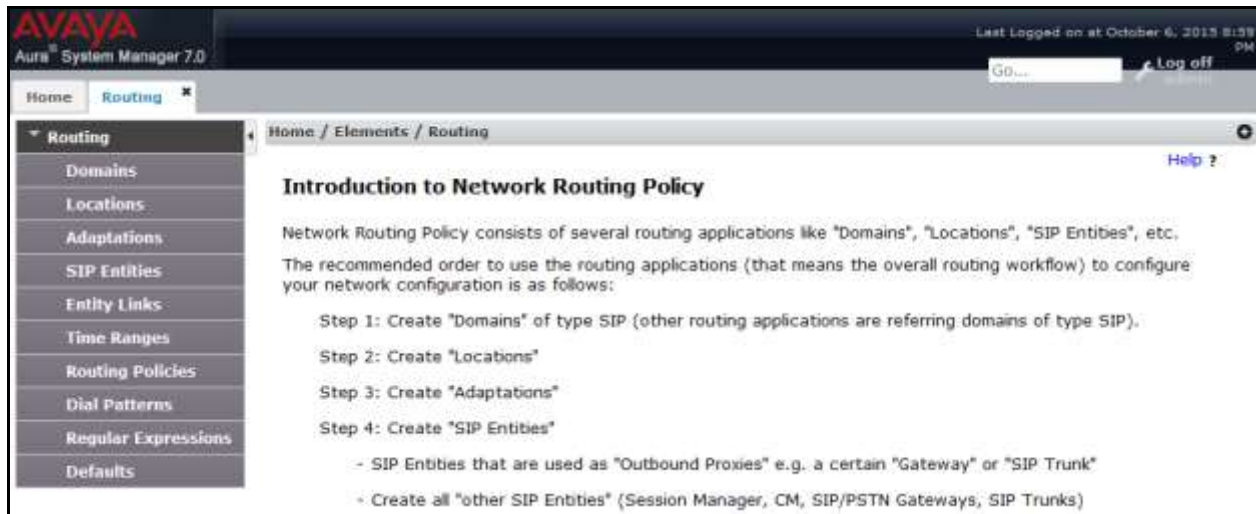 AVAYA
Aura® System Manager 7.0
Last Logged on at October 6, 2015 8:59
PM
Go...
Log off
Home
Routing ✖
Routing
Domains
Locations
Adaptations
SIP Entities
Entity Links
Time Ranges
Routing Policies
Dial Patterns
Regular Expressions
Defaults
Home / Elements / Routing
Help ?
Introduction to Network Routing Policy
Network Routing Policy consists of several routing applications like "Domains", "Locations", "SIP Entities", etc.
The recommended order to use the routing applications (that means the overall routing workflow) to configure
your network configuration is as follows:
Step 1: Create "Domains" of type SIP (other routing applications are referring domains of type SIP).
Step 2: Create "Locations"
Step 3: Create "Adaptations"
Step 4: Create "SIP Entities"
- SIP Entities that are used as "Outbound Proxies" e.g. a certain "Gateway" or "SIP Trunk"
- Create all "other SIP Entities" (Session Manager, CM, SIP/PSTN Gateways, SIP Trunks)